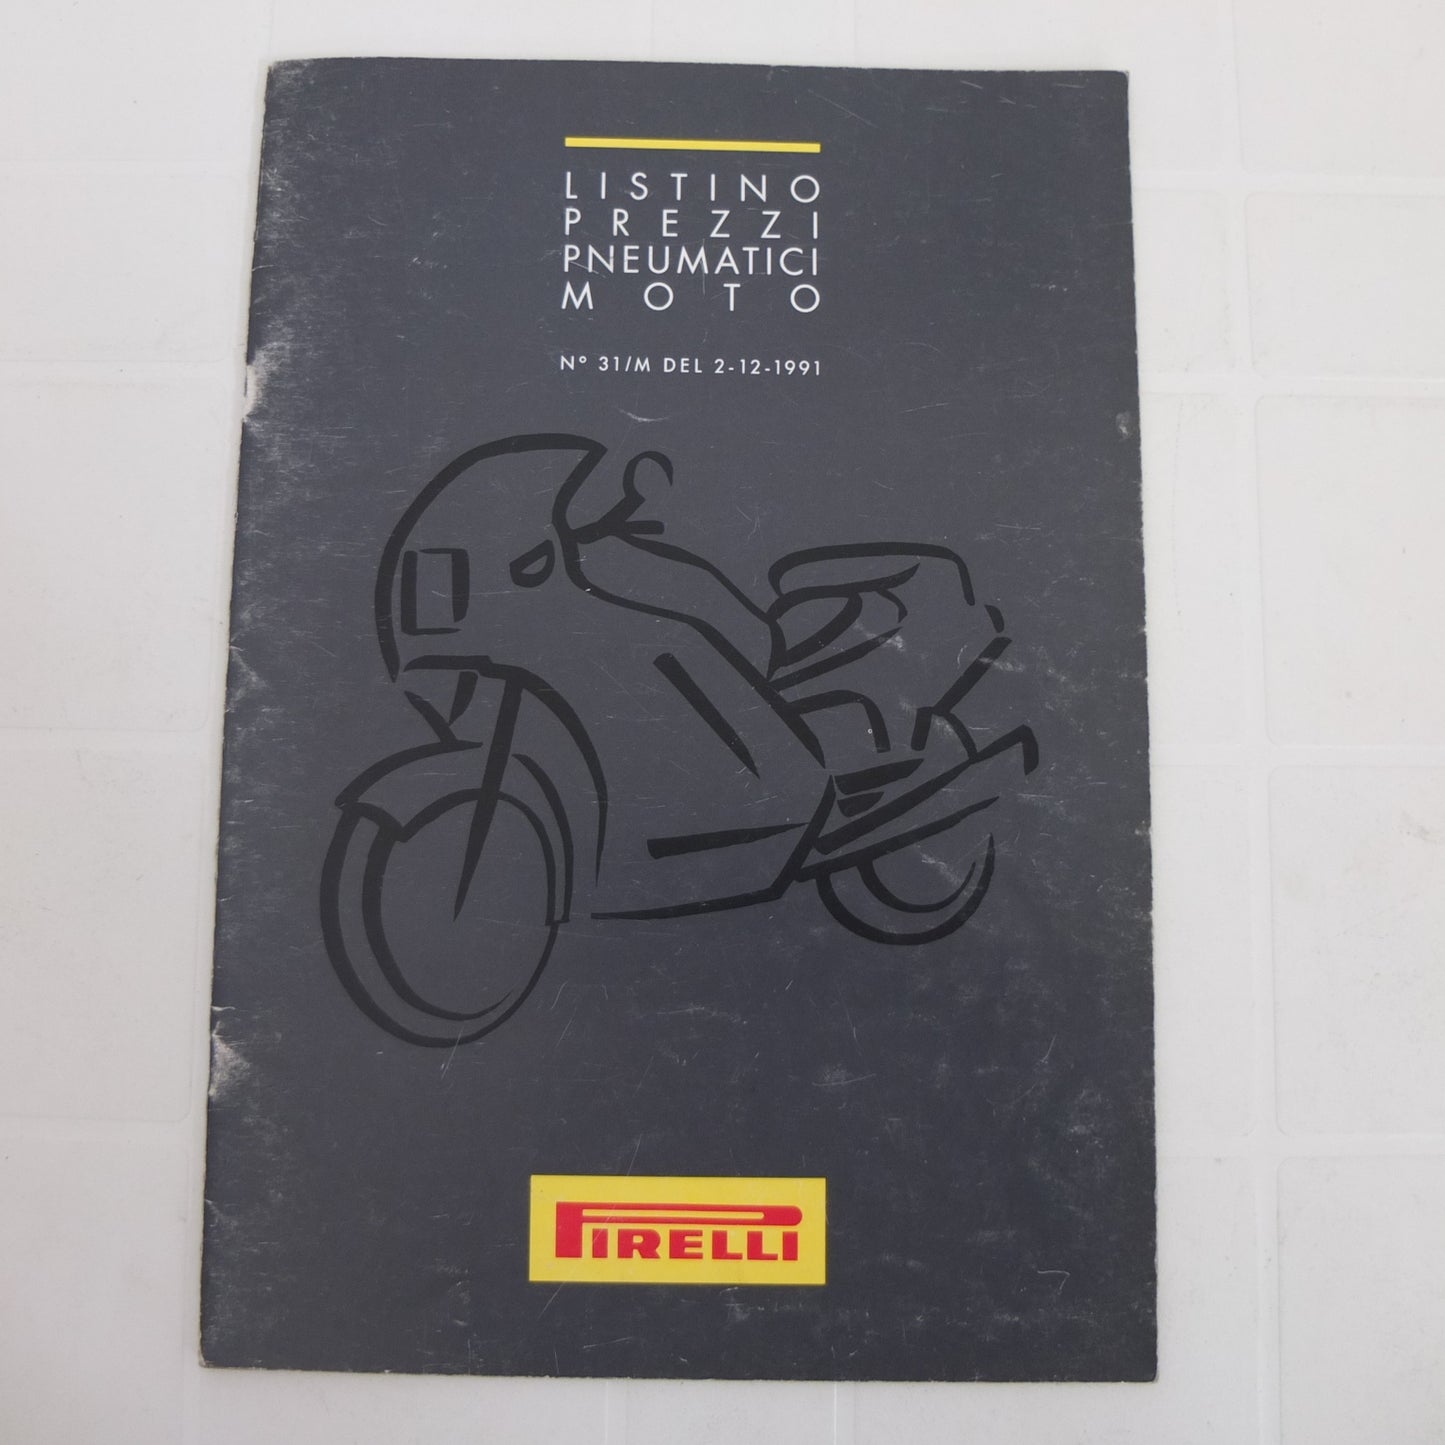 LISTINO
PREZZI
PNEUMATICI
MOTO
N° 31/M DEL 2-12-1991
PIRELLI